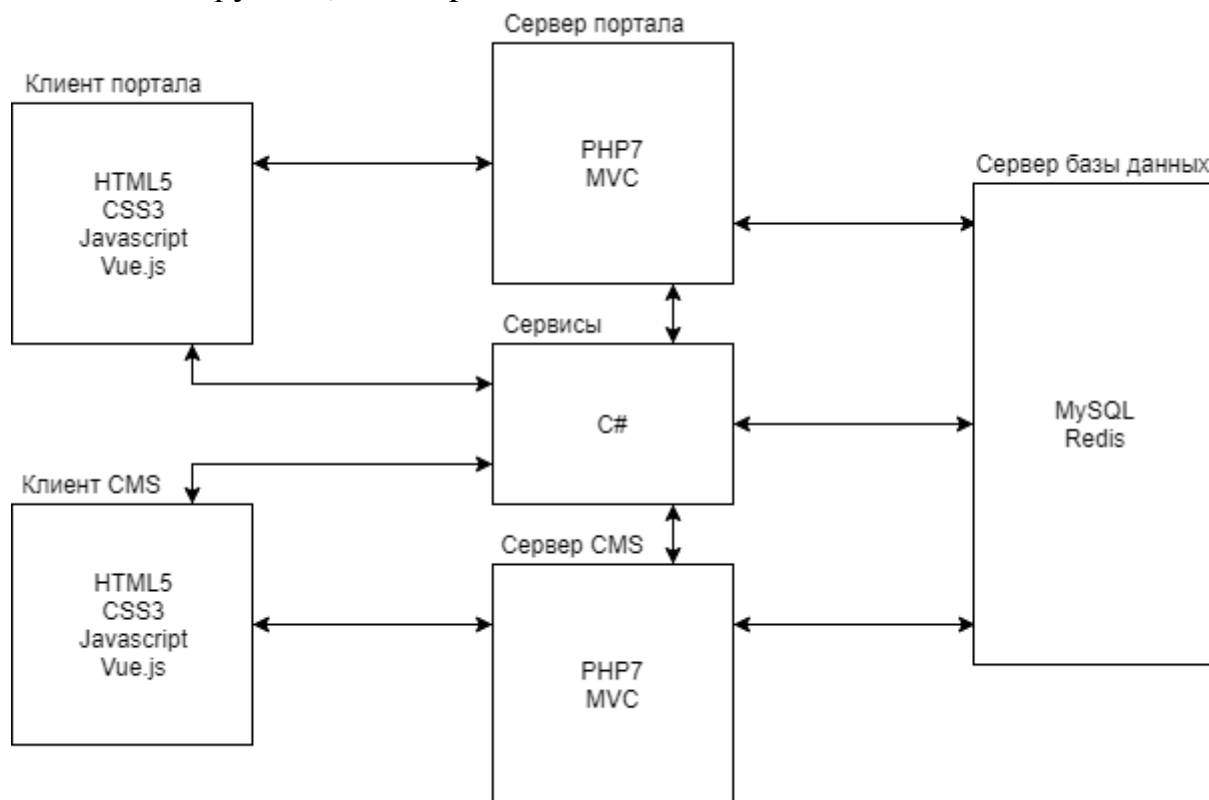 Сервер портала
Клиент портала
PHP7
MVC
HTML5
CSS3
Javascript
Vue.js
Сервер базы данных
Сервисы
C#
MySQL
Redis
Клиент CMS
Сервер CMS
HTML5
CSS3
Javascript
Vue.js
PHP7
MVC